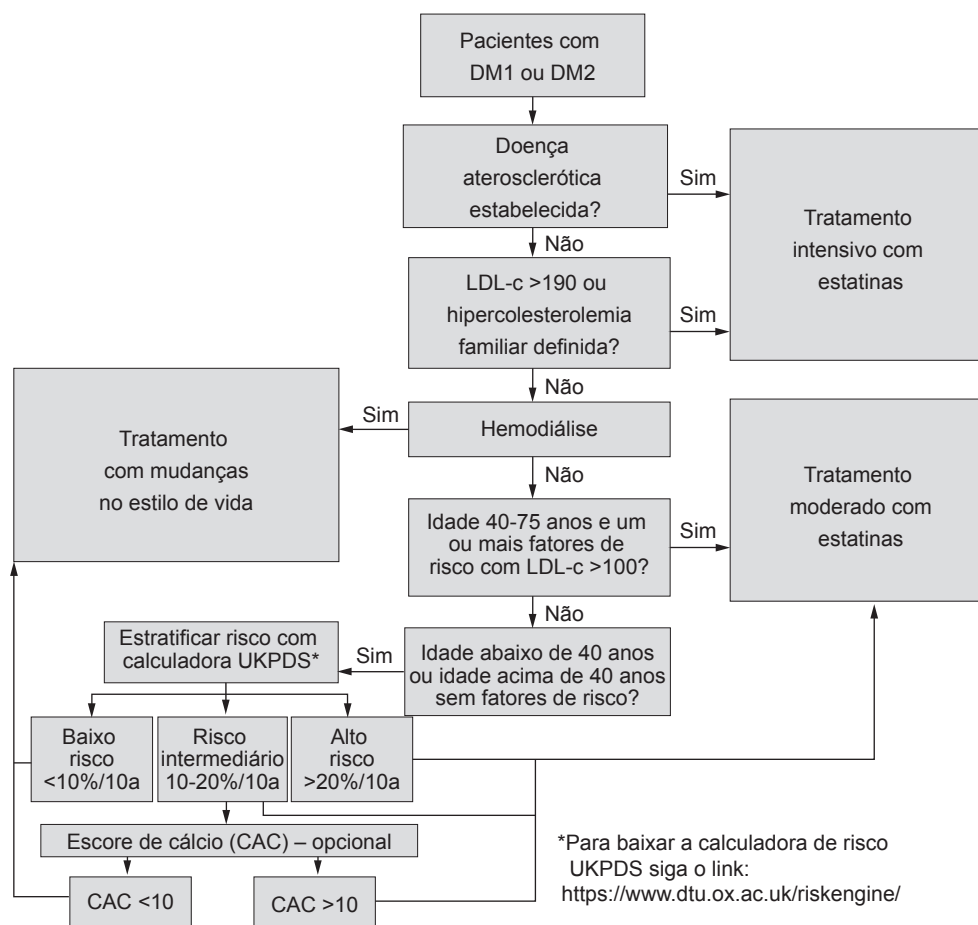 Pacientes com
DM1 ou DM2
Doença
aterosclerótica
estabelecida?
Sim
Tratamento
intensivo com
estatinas
Não
LDL-c >190 ou
hipercolesterolemia
familiar definida?
Sim
Não
Hemodiálise
Sim
Tratamento
com mudanças
no estilo de vida
Não
Idade 40-75 anos e um
ou mais fatores de
risco com LDL-c >100?
Sim
Tratamento
moderado com
estatinas
Não
Idade abaixo de 40 anos
ou idade acima de 40 anos
sem fatores de risco?
Sim
Estratificar risco com
calculadora UKPDS*
Baixo
risco
<10%/10a
Risco
intermediário
10-20%/10a
Alto
risco
>20%/10a
Escore de cálcio (CAC) – opcional
CAC <10
CAC >10
*Para baixar a calculadora de risco
UKPDS siga o link:
https://www.dtu.ox.ac.uk/riskengine/